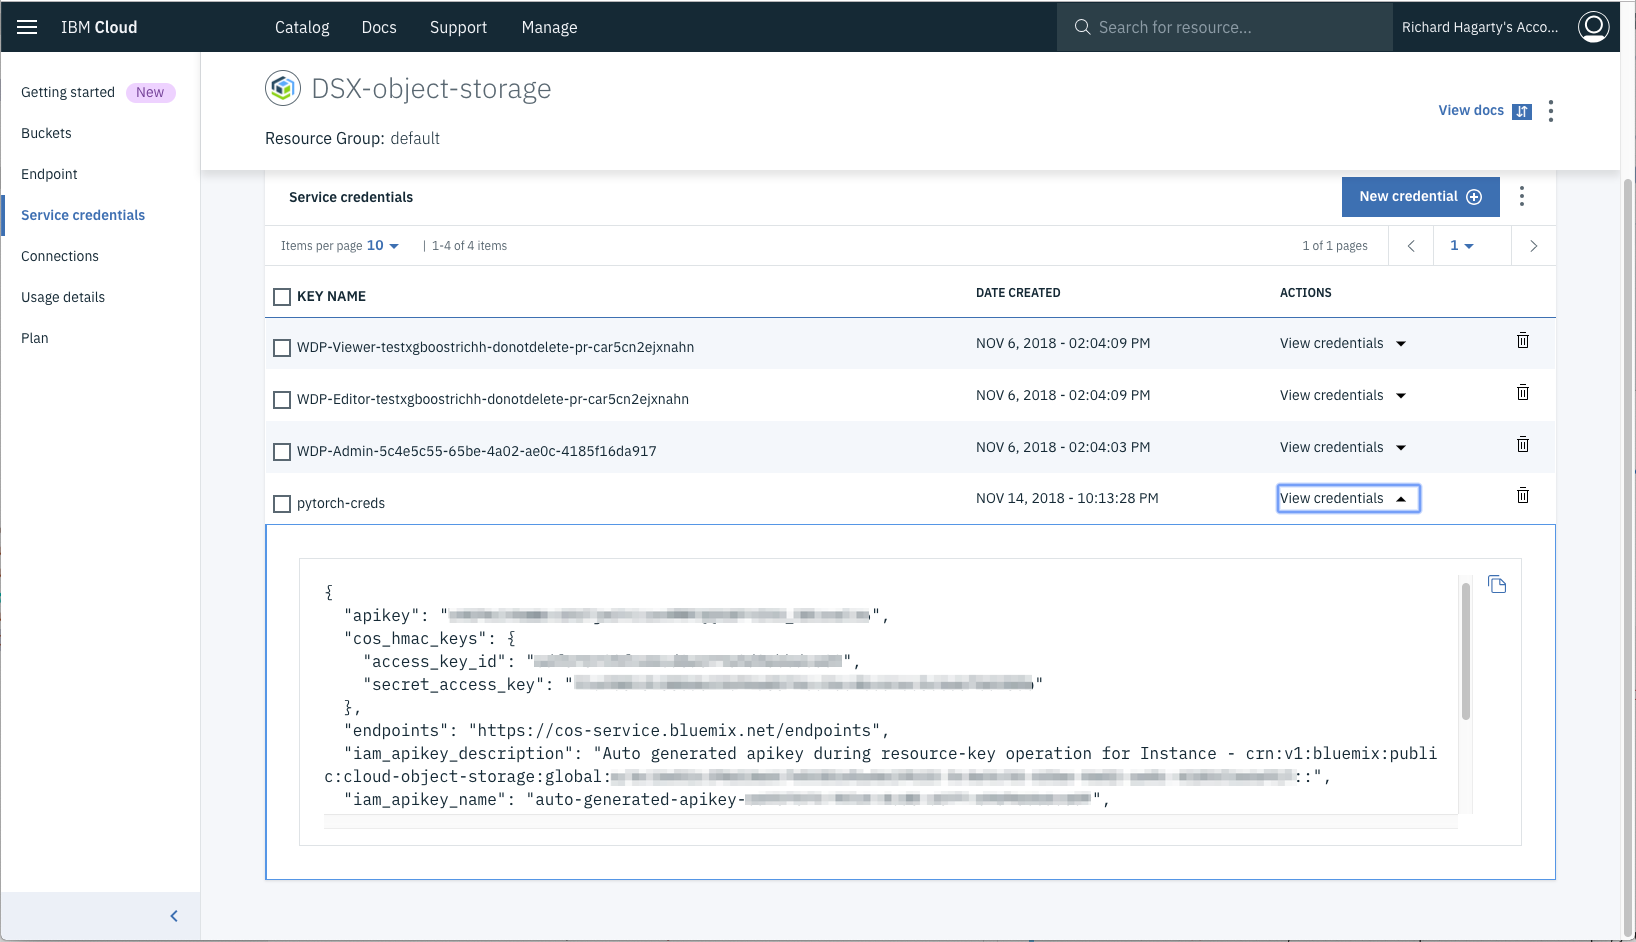 IBM Cloud
Catalog Docs Support Manage
Search for resource...
Richard Hagarty's Acco...
Getting started New
Buckets
Endpoint
Service credentials
Connections
Usage details
Plan
DSX-object-storage
Resource Group: default
View docs
Service credentials
New credential
Items per page 10 | 1-4 of 4 items
1 of 1 pages 1
KEY NAME DATE CREATED ACTIONS
WDP-Viewer-testxgboostrichh-donotdelete-pr-car5cn2ejxnahn NOV 6, 2018 - 02:04:09 PM View credentials
WDP-Editor-testxgboostrichh-donotdelete-pr-car5cn2ejxnahn NOV 6, 2018 - 02:04:09 PM View credentials
WDP-Admin-5c4e5c55-65be-4a02-ae0c-4185f16da917 NOV 6, 2018 - 02:04:03 PM View credentials
pytorch-creds NOV 14, 2018 - 10:13:28 PM View credentials
{
"apikey": "",
"cos_hmac_keys": {
"access_key_id": "",
"secret_access_key": ""
},
"endpoints": "https://cos-service.bluemix.net/endpoints",
"iam_apikey_description": "Auto generated apikey during resource-key operation for Instance - crn:v1:bluemix:publi
c:cloud-object-storage:global:::",
"iam_apikey_name": "auto-generated-apikey-",